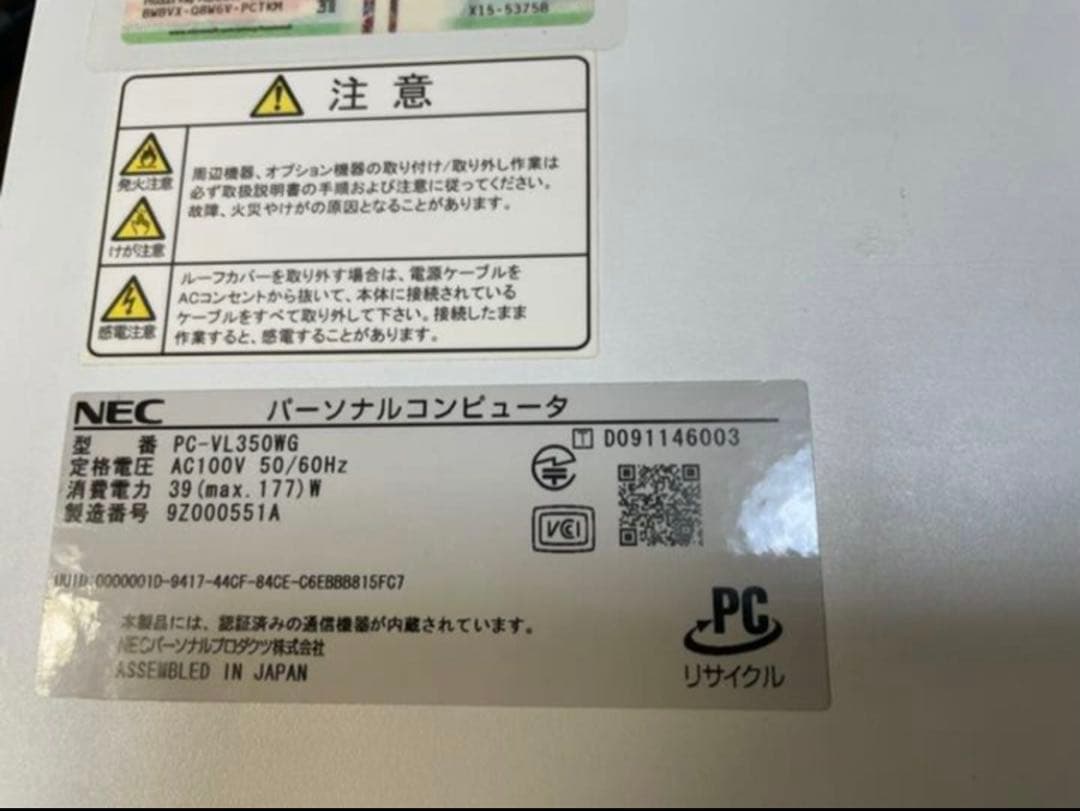 8W8VX-Q8W6V-PCTKM
X15-53758
注意
発火注意
けが注意
周辺機器、オプション機器の取り付け/取り外し作業は
必ず取扱説明書の手順および注意に従ってください。
故障、火災やけがの原因となることがあります。
感電注意
ルーフカバーを取り外す場合は、電源ケーブルを
ACコンセントから抜いて、本体に接続されている
ケーブルをすべて取り外して下さい。接続したまま
作業すると、感電することがあります。
NEC パーソナルコンピュータ
型 番 PC-VL350WG
定格電圧 AC100V 50/60Hz
消費電力 39(max.177)W
製造番号 9Z000551A
T D091146003
VCI
UUID:0000001D-9417-44CF-84CE-C6EBBB815FC7
本製品には、認証済みの通信機器が内蔵されています。
NECパーソナルプロダクツ株式会社
ASSEMBLED IN JAPAN
PC
リサイクル